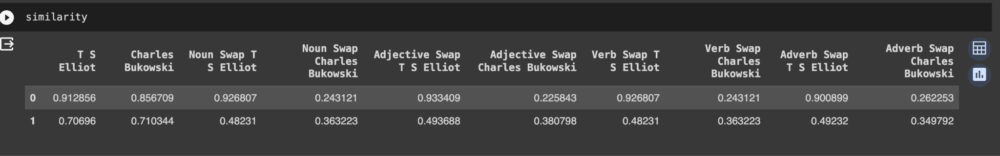 similarity
T S Elliot Charles Bukowski Noun Swap T S Elliot Noun Swap Charles Bukowski Adjective Swap T S Elliot Adjective Swap Charles Bukowski Verb Swap T S Elliot Verb Swap Charles Bukowski Adverb Swap T S Elliot Adverb Swap Charles Bukowski
0 0.912856 0.856709 0.926807 0.243121 0.933409 0.225843 0.926807 0.243121 0.900899 0.262253
1 0.70696 0.710344 0.48231 0.363223 0.493688 0.380798 0.48231 0.363223 0.49232 0.349792